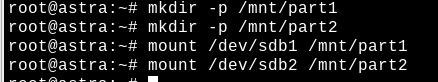 root@astra:~# mkdir -p /mnt/part1
root@astra:~# mkdir -p /mnt/part2
root@astra:~# mount /dev/sdb1 /mnt/part1
root@astra:~# mount /dev/sdb2 /mnt/part2
root@astra:~#